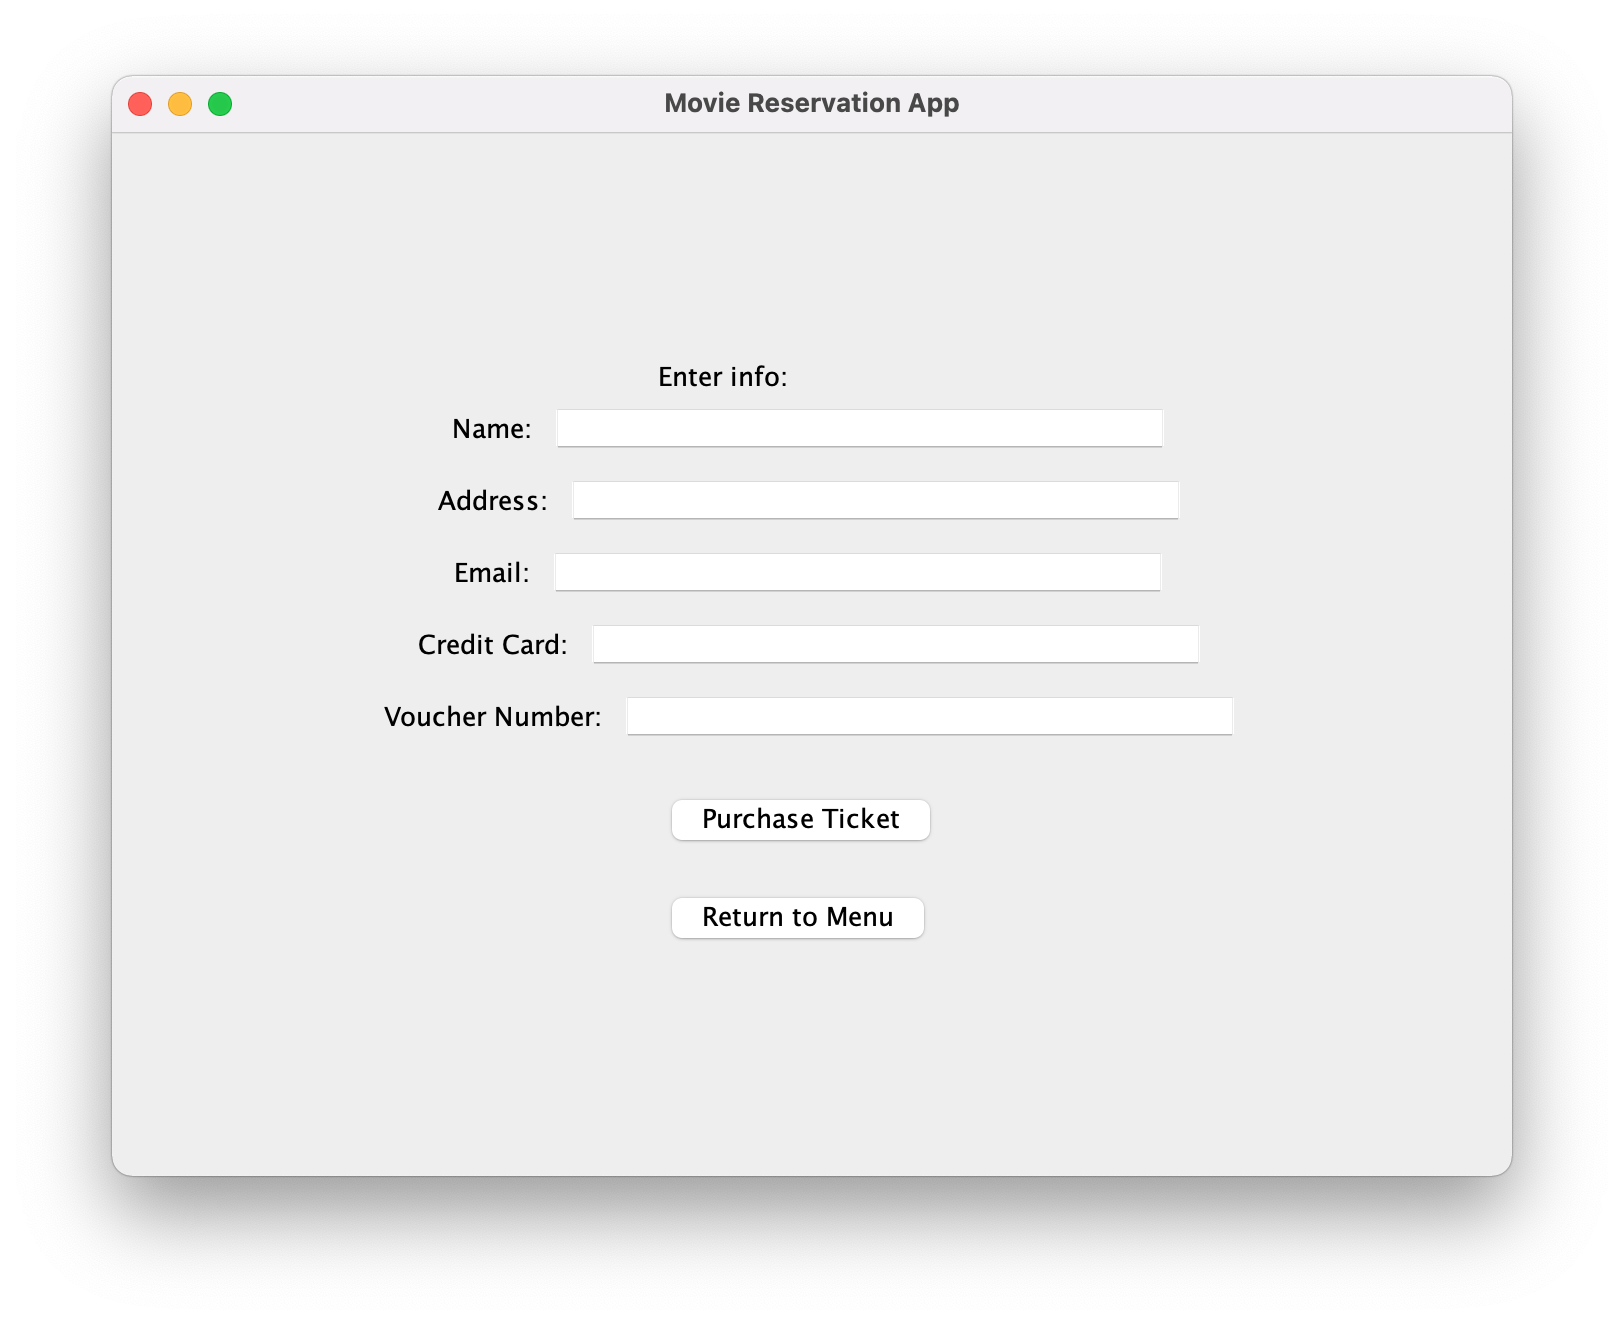 Movie Reservation App
Enter info:
Name:
Address:
Email:
Credit Card:
Voucher Number:
Purchase Ticket
Return to Menu